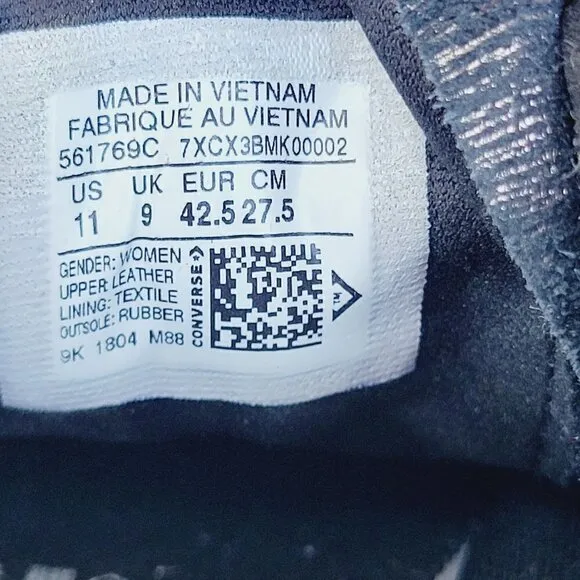 MADE IN VIETNAM
FABRIQUÉ AU VIETNAM
561769C 7XCX3BMK00002
US UK EUR CM
11 9 42.5 27.5
GENDER: WOMEN
UPPER: LEATHER
LINING: TEXTILE
OUTSOLE: RUBBER
9K 1804 M88
CONVERSE